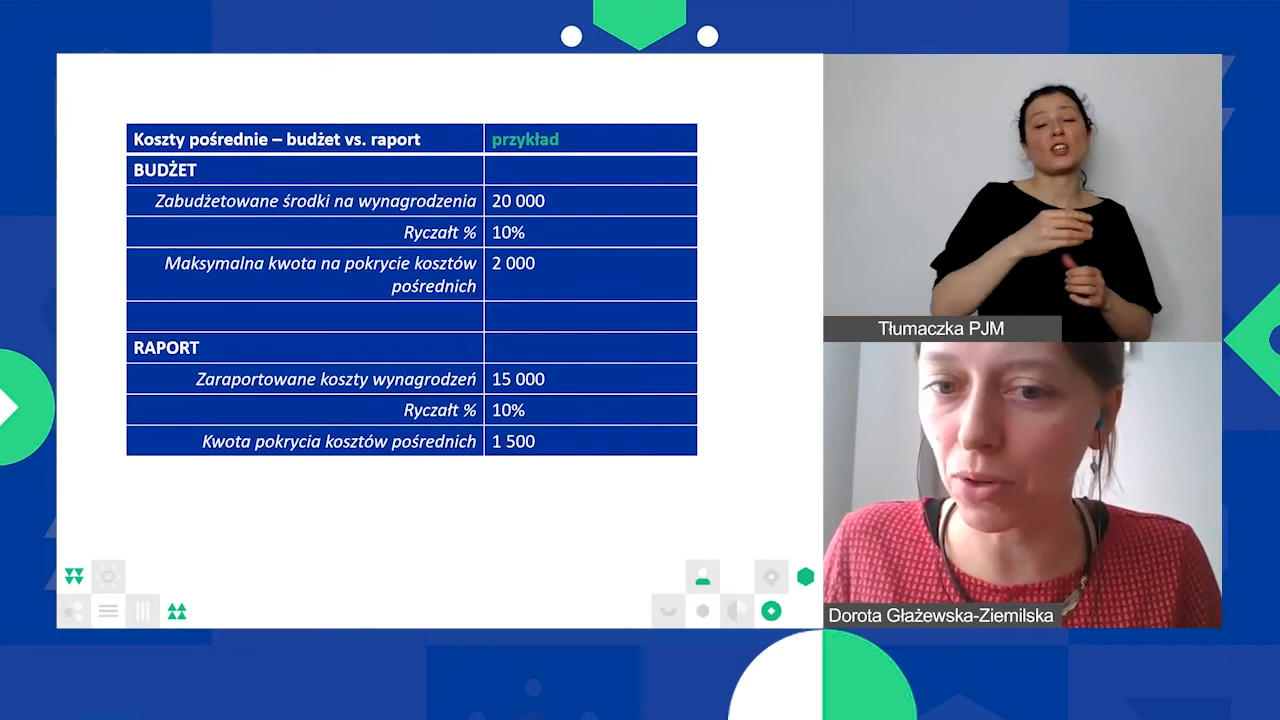 Koszty pośrednie – budżet vs. raport przykład
BUDŻET
Zabudżetowane środki na wynagrodzenia 20 000
Ryczałt % 10%
Maksymalna kwota na pokrycie kosztów 2 000
pośrednich
RAPORT
Zaraportowane koszty wynagrodzeń 15 000
Ryczałt % 10%
Kwota pokrycia kosztów pośrednich 1 500
Tłumaczka PJM
Dorota Głażewska-Ziemilska